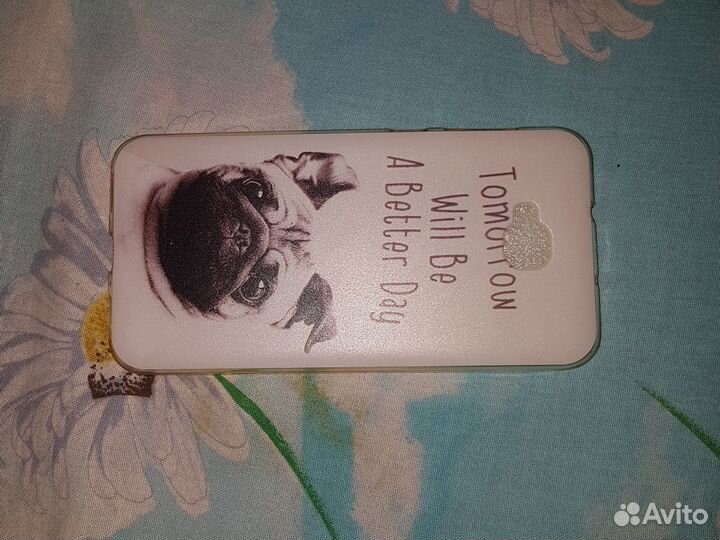 Tomorrow
Will Be
A Better Day
Avito